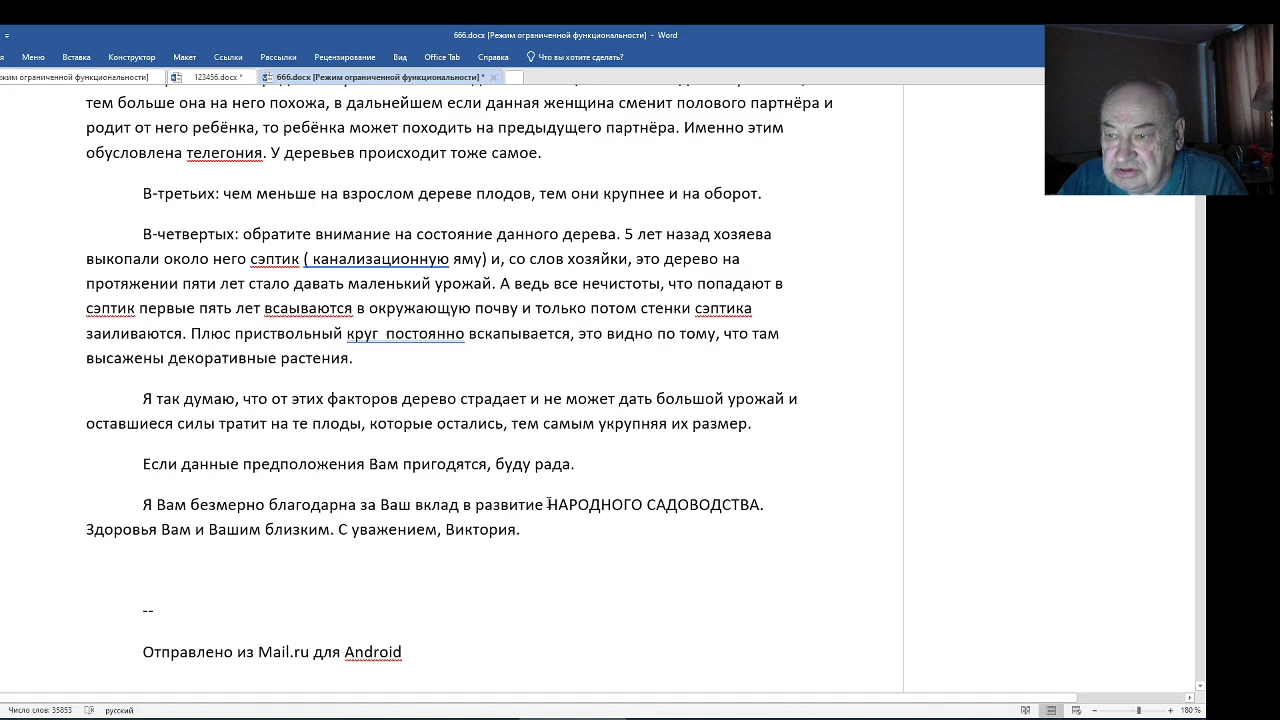 666.docx [Режим ограниченной функциональности] - Word
Меню Вставка Конструктор Макет Ссылки Рассылки Рецензирование Вид Office Tab Справка Что вы хотите сделать?
ограниченной функциональности] 123456.docx * 666.docx [Режим ограниченной функциональности] *
тем больше она на него похожа, в дальнейшем если данная женщина сменит полового партнёра и
родит от него ребёнка, то ребёнка может походить на предыдущего партнёра. Именно этим
обусловлена телегония. У деревьев происходит тоже самое.
В-третьих: чем меньше на взрослом дереве плодов, тем они крупнее и на оборот.
В-четвертых: обратите внимание на состояние данного дерева. 5 лет назад хозяева
выкопали около него сэптик ( канализационную яму) и, со слов хозяйки, это дерево на
протяжении пяти лет стало давать маленький урожай. А ведь все нечистоты, что попадают в
сэптик первые пять лет всаываются в окружающую почву и только потом стенки сэптика
заиливаются. Плюс приствольный круг  постоянно вскапывается, это видно по тому, что там
высажены декоративные растения.
Я так думаю, что от этих факторов дерево страдает и не может дать большой урожай и
оставшиеся силы тратит на те плоды, которые остались, тем самым укрупняя их размер.
Если данные предположения Вам пригодятся, буду рада.
Я Вам безмерно благодарна за Ваш вклад в развитие НАРОДНОГО САДОВОДСТВА.
Здоровья Вам и Вашим близким. С уважением, Виктория.
--
Отправлено из Mail.ru для Android
Число слов: 35853 русский 180 %